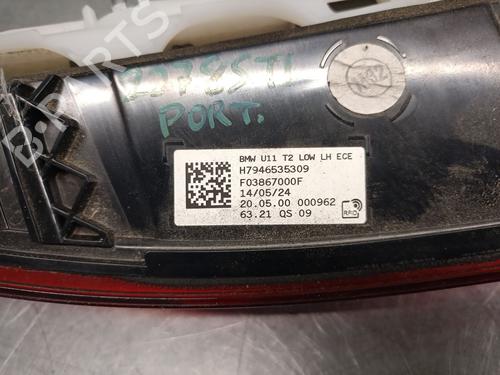 BMW U11 T2 LOW LH ECE
H7946535309
F03867000F
14/05/24
20.05.00 000962
63.21 QS 09
RFID
PORT.
B-PARTS